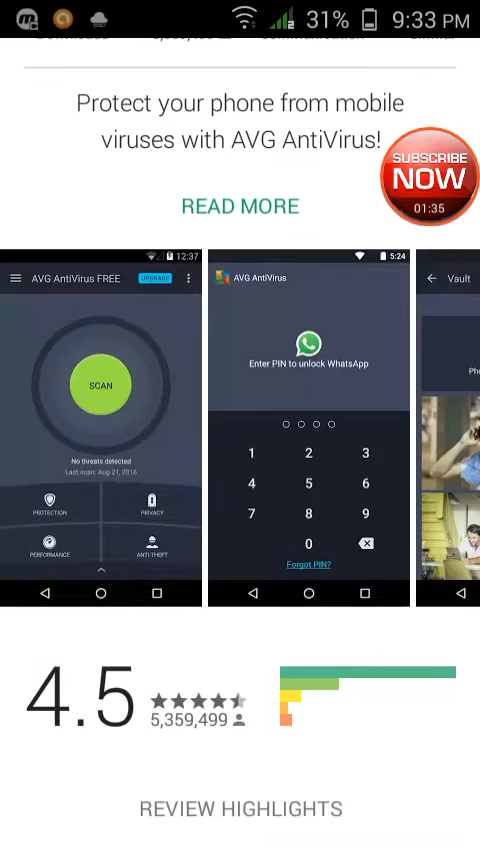 31% 9:33 PM
Protect your phone from mobile
viruses with AVG AntiVirus!
SUBSCRIBE
NOW
01:35
READ MORE
12:37
AVG AntiVirus FREE UPGRADE
SCAN
No threats detected
Last scan: Aug 21, 2016
PROTECTION PRIVACY
PERFORMANCE ANTI-THEFT
5:24
AVG AntiVirus
Enter PIN to unlock WhatsApp
1 2 3
4 5 6
7 8 9
0
Forgot PIN?
Vault
4.5
5,359,499
REVIEW HIGHLIGHTS